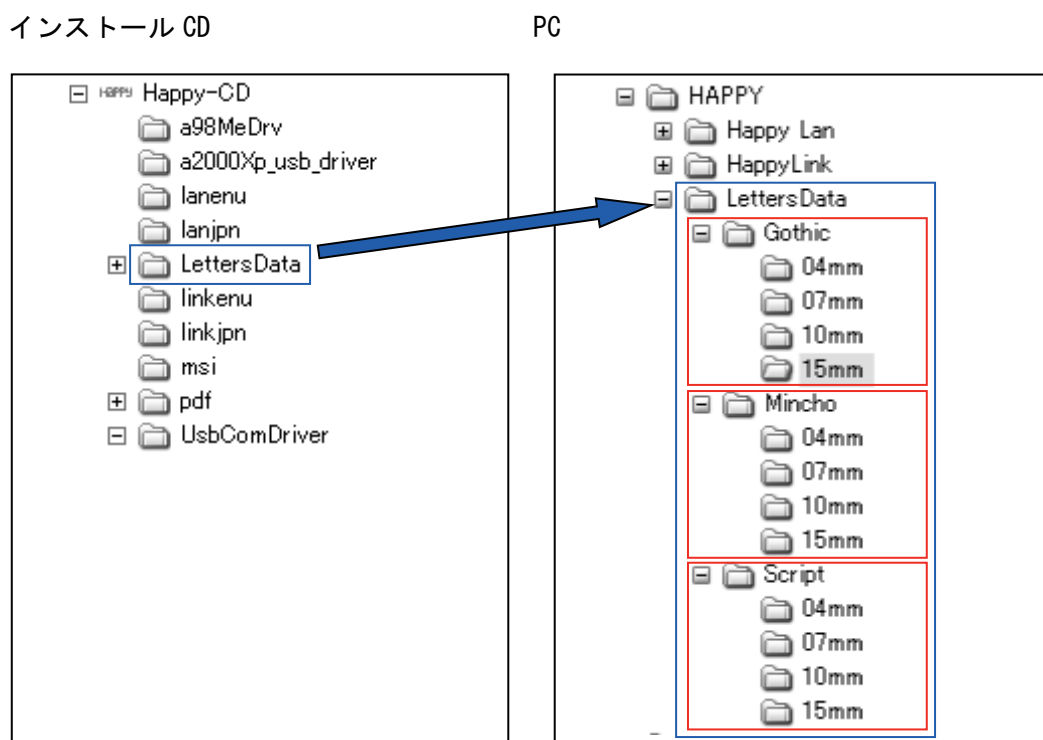 インストール CD
PC
HAPPY Happy-CD
a98MeDrv
a2000Xp_usb_driver
lanenu
lanjpn
LettersData
linkenu
linkjpn
msi
pdf
UsbComDriver
HAPPY
Happy Lan
HappyLink
LettersData
Gothic
04mm
07mm
10mm
15mm
Mincho
04mm
07mm
10mm
15mm
Script
04mm
07mm
10mm
15mm